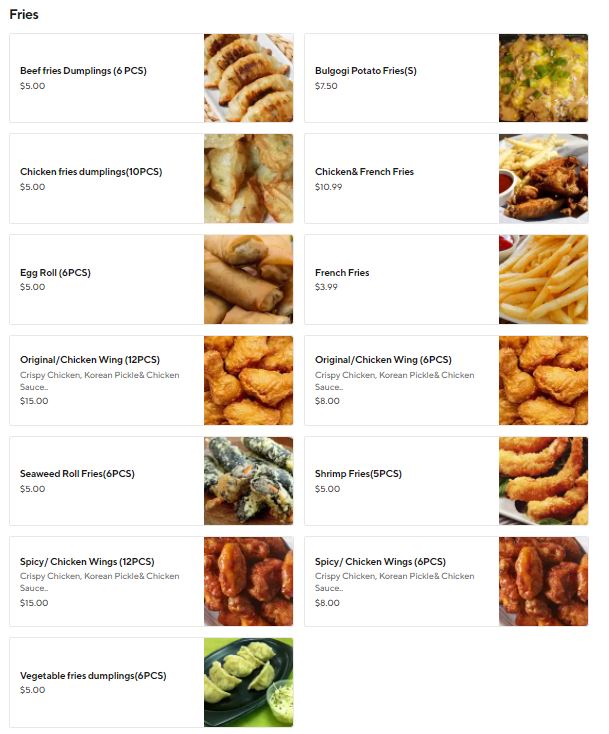 Fries
Beef fries Dumplings (6 PCS)
$5.00
Bulgogi Potato Fries(S)
$7.50
Chicken fries dumplings(10PCS)
$5.00
Chicken& French Fries
$10.99
Egg Roll (6PCS)
$5.00
French Fries
$3.99
Original/Chicken Wing (12PCS)
Crispy Chicken, Korean Pickle& Chicken
Sauce..
$15.00
Original/Chicken Wing (6PCS)
Crispy Chicken, Korean Pickle& Chicken
Sauce..
$8.00
Seaweed Roll Fries(6PCS)
$5.00
Shrimp Fries(5PCS)
$5.00
Spicy/ Chicken Wings (12PCS)
Crispy Chicken, Korean Pickle& Chicken
Sauce..
$15.00
Spicy/ Chicken Wings (6PCS)
Crispy Chicken, Korean Pickle& Chicken
Sauce..
$8.00
Vegetable fries dumplings(6PCS)
$5.00